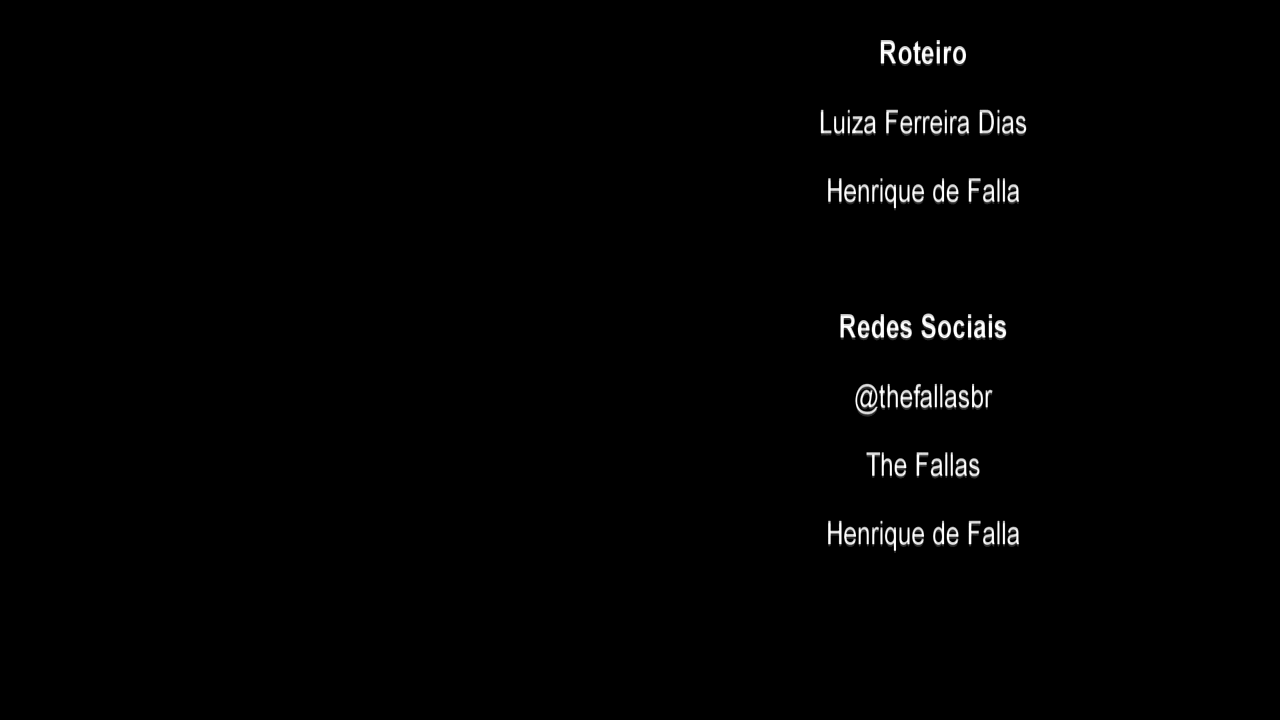 Roteiro
Luiza Ferreira Dias
Henrique de Falla
Redes Sociais
@thefallasbr
The Fallas
Henrique de Falla